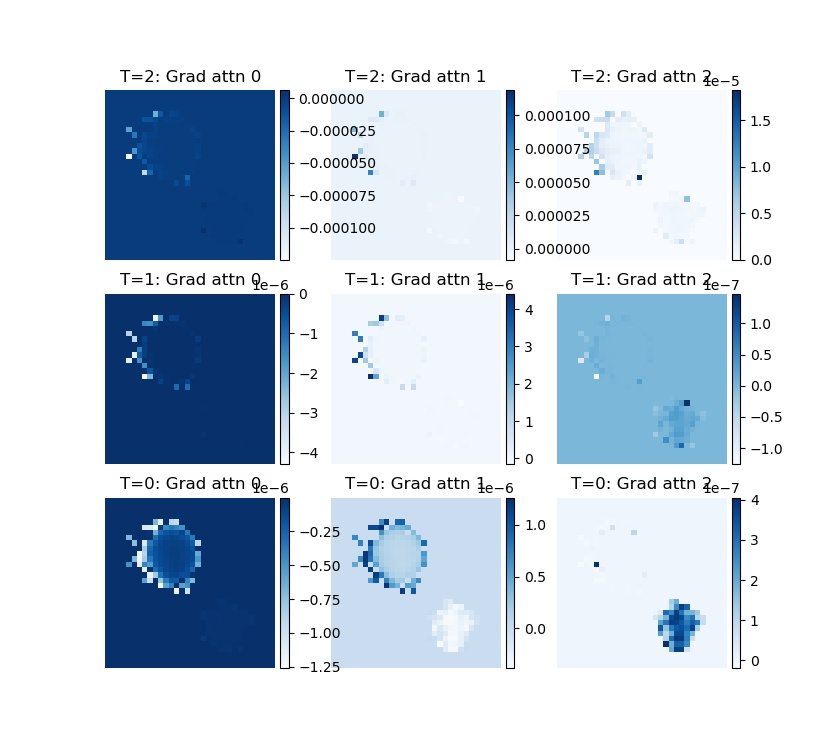 T=2: Grad attn 0
T=2: Grad attn 1
T=2: Grad attn 2
1e−5
0.000000
−0.000025
−0.000050
−0.000075
−0.000100
0.000100
0.000075
0.000050
0.000025
0.000000
1.5
1.0
0.5
0.0
T=1: Grad attn 0
1e−6
T=1: Grad attn 1
1e−6
T=1: Grad attn 2
1e−7
0
−1
−2
−3
−4
4
3
2
1
0
1.0
0.5
0.0
−0.5
−1.0
T=0: Grad attn 0
1e−6
T=0: Grad attn 1
1e−6
T=0: Grad attn 2
1e−7
−0.25
−0.50
−0.75
−1.00
−1.25
1.0
0.5
0.0
4
3
2
1
0